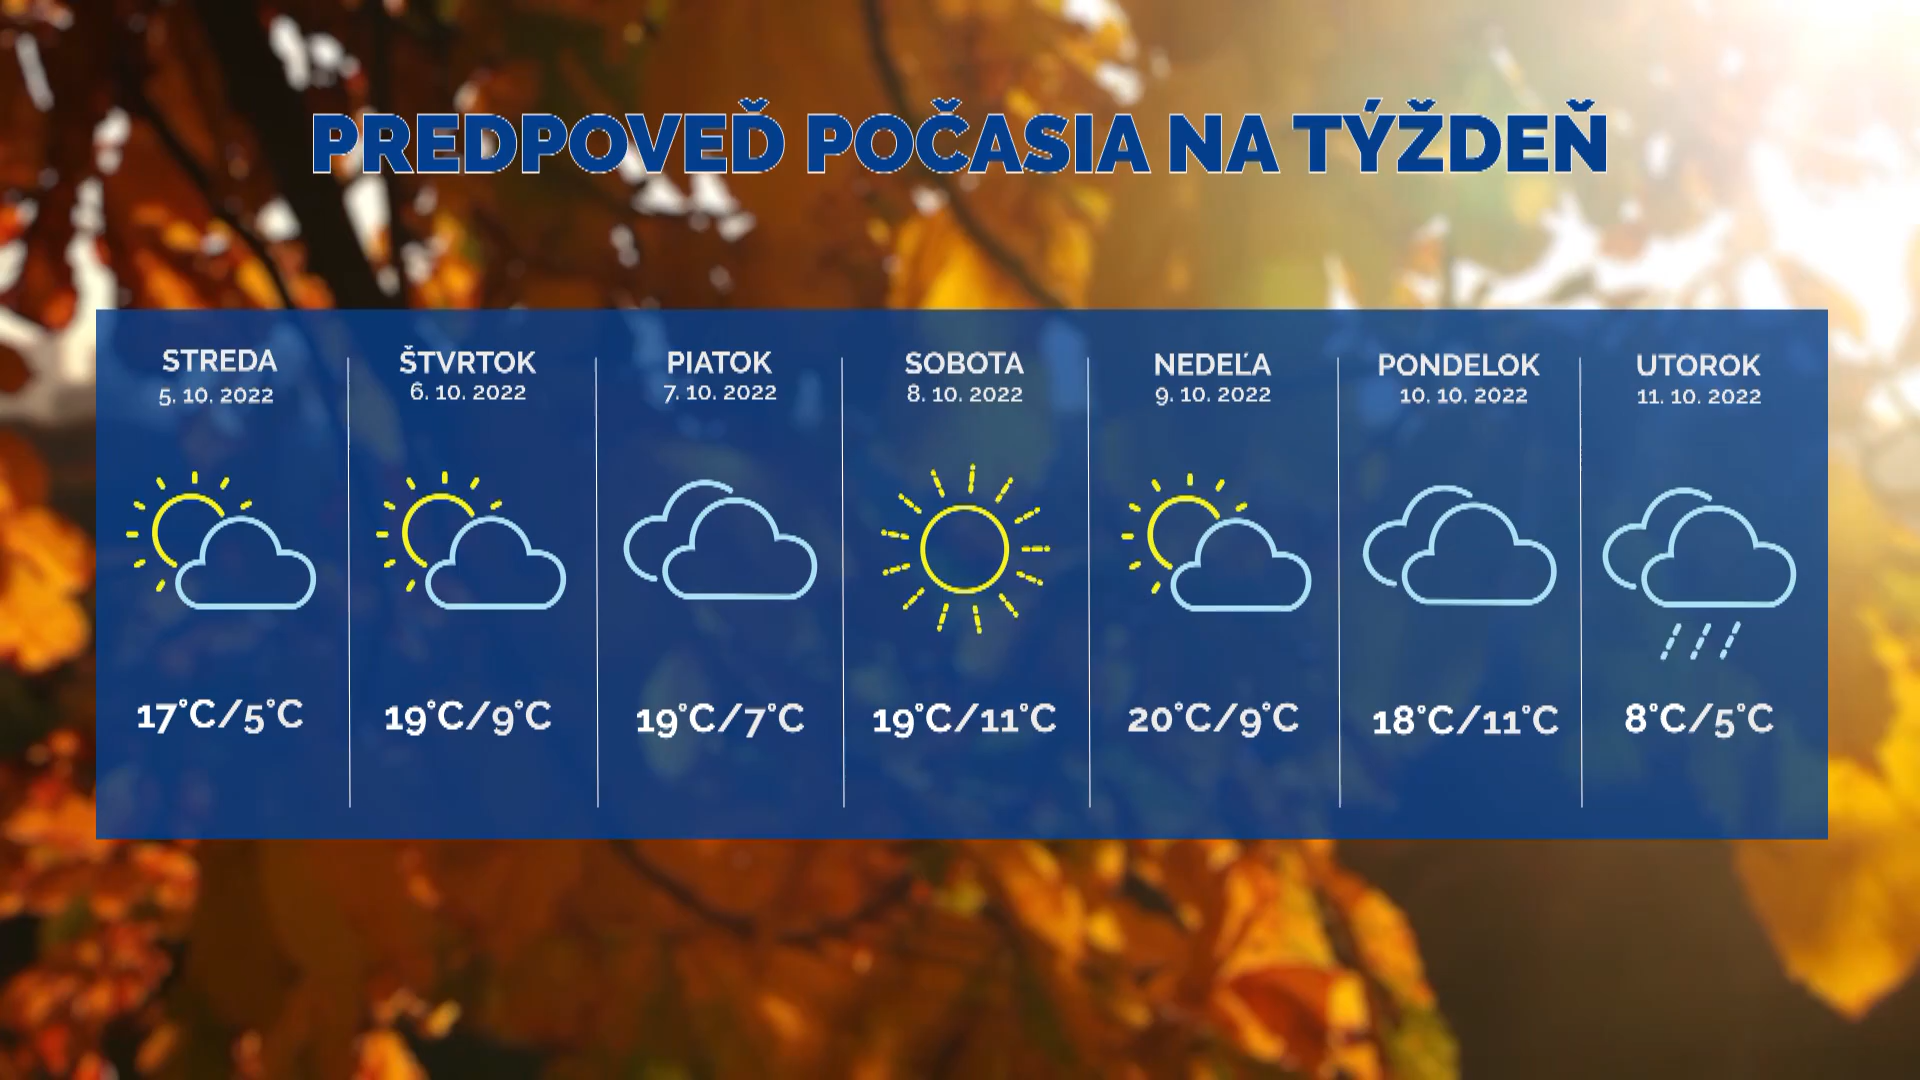 PREDPOVEĎ POČASIA NA TÝŽDEŇ
STREDA
5. 10. 2022
17°C/5°C
ŠTVRTOK
6. 10. 2022
19°C/9°C
PIATOK
7. 10. 2022
19°C/7°C
SOBOTA
8. 10. 2022
19°C/11°C
NEDEĽA
9. 10. 2022
20°C/9°C
PONDELOK
10. 10. 2022
18°C/11°C
UTOROK
11. 10. 2022
8°C/5°C